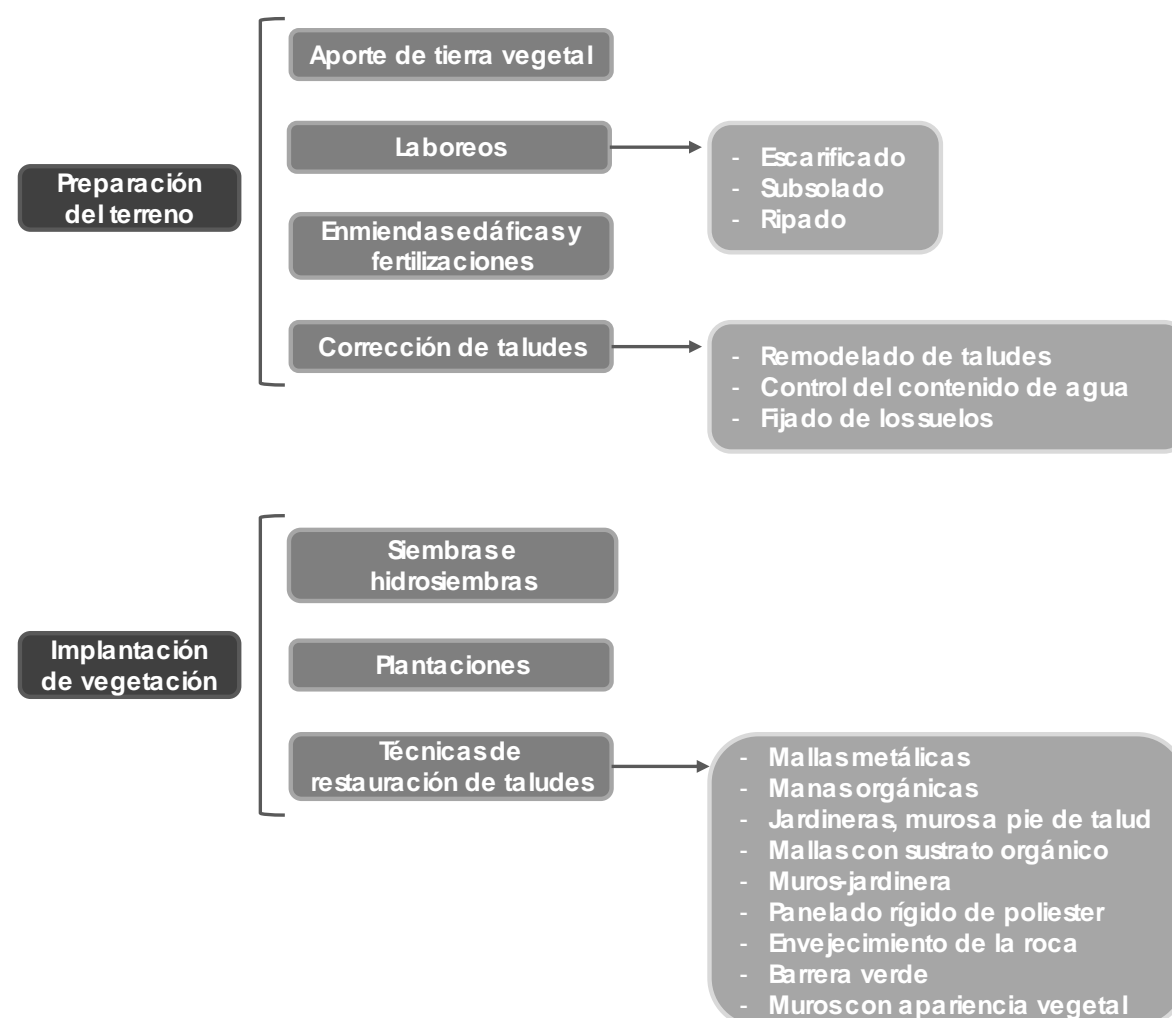 Aporte de tierra vegetal
Laboreos
- Escarificado
- Subsolado
- Ripado
Preparación
del terreno
Enmiendas edáficas y
fertilizaciones
Corrección de taludes
- Remodelado de taludes
- Control del contenido de agua
- Fijado de los suelos
Siembras e
hidrosiembras
Implantación
de vegetación
Plantaciones
Técnicas de
restauración de taludes
- Mallas metálicas
- Manas orgánicas
- Jardineras, muros a pie de talud
- Mallas con sustrato orgánico
- Muros-jardinera
- Panelado rígido de poliester
- Envejecimiento de la roca
- Barrera verde
- Muros con apariencia vegetal